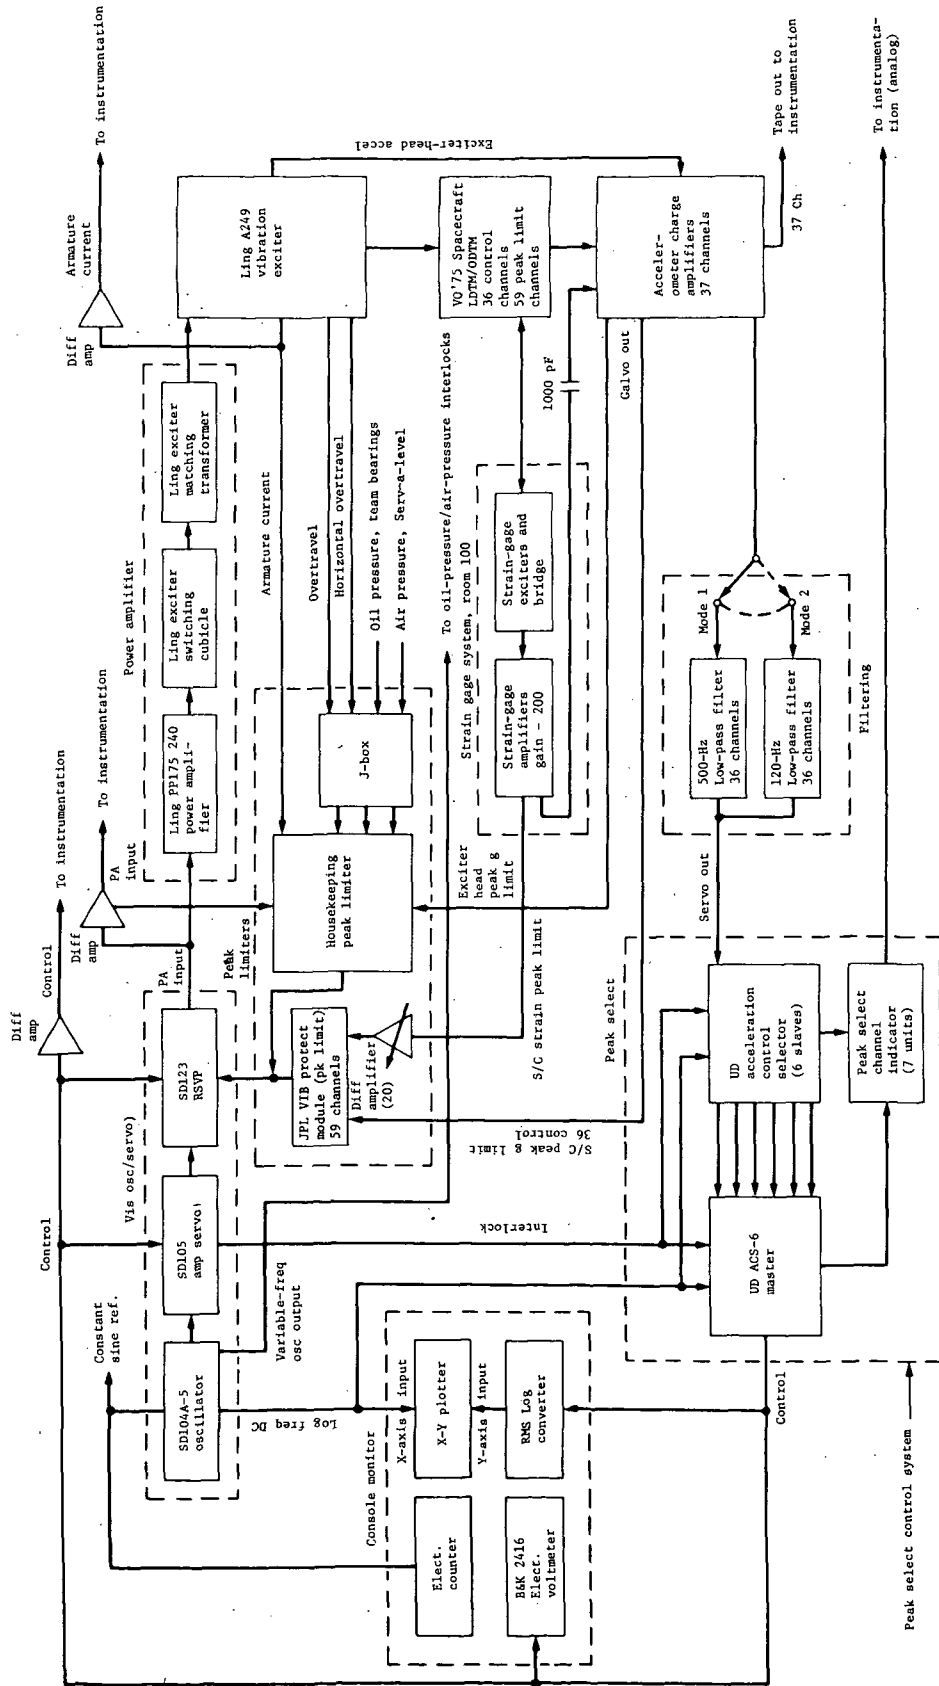 To instrumentation
Armature
current
Diff
amp
Ling A249
vibration
exciter
Exciter-head accel
VO'75 Spacecraft
LDTM/ODTM
36 control
channels
59 peak limit
channels
Acceler-
ometer charge
amplifiers
37 channels
Tape out to
instrumentation
37 Ch
To instrumenta-
tion (analog)
Power amplifier
Ling exciter
matching
transformer
Ling exciter
switching
cubicle
Ling PP175 240
power ampli-
fier
Armature current
Overtravel
Horizontal overtravel
Oil pressure, team bearings
Air pressure, Serv-a-level
To oil-pressure/air-pressure interlocks
Strain gage system, room 100
Strain-gage
exciters and
bridge
Strain-gage
amplifiers
gain - 200
1000 pF
Galvo out
Exciter
head
peak g
limit
S/C strain peak limit
Mode 1
Mode 2
500-Hz
Low-pass filter
36 channels
120-Hz
Low-pass filter
36 channels
Filtering
Servo out
To instrumentation
PA
input
Diff
amp
PA
input
To instrumentation
Control
Diff
amp
Peak
limiters
J-box
Housekeeping
peak limiter
JPL VIB protect
module (pk limit)
59 channels
Diff
amplifier
(20)
S/C peak g limit
36 control
Peak select
UD
acceleration
control
selector
(6 slaves)
Peak select
channel
indicator
(7 units)
UD ACS-6
master
Interlock
Control
Vis osc/servo)
SD123
RSVP
SD105
amp servo)
SD104A-5
oscillator
Constant
sine ref.
Variable-freq
osc output
Log freq DC
Console monitor
X-axis input
X-Y plotter
Y-axis input
RMS Log
converter
Elect.
counter
B&K 2416
Elect.
voltmeter
Control
Peak select control system